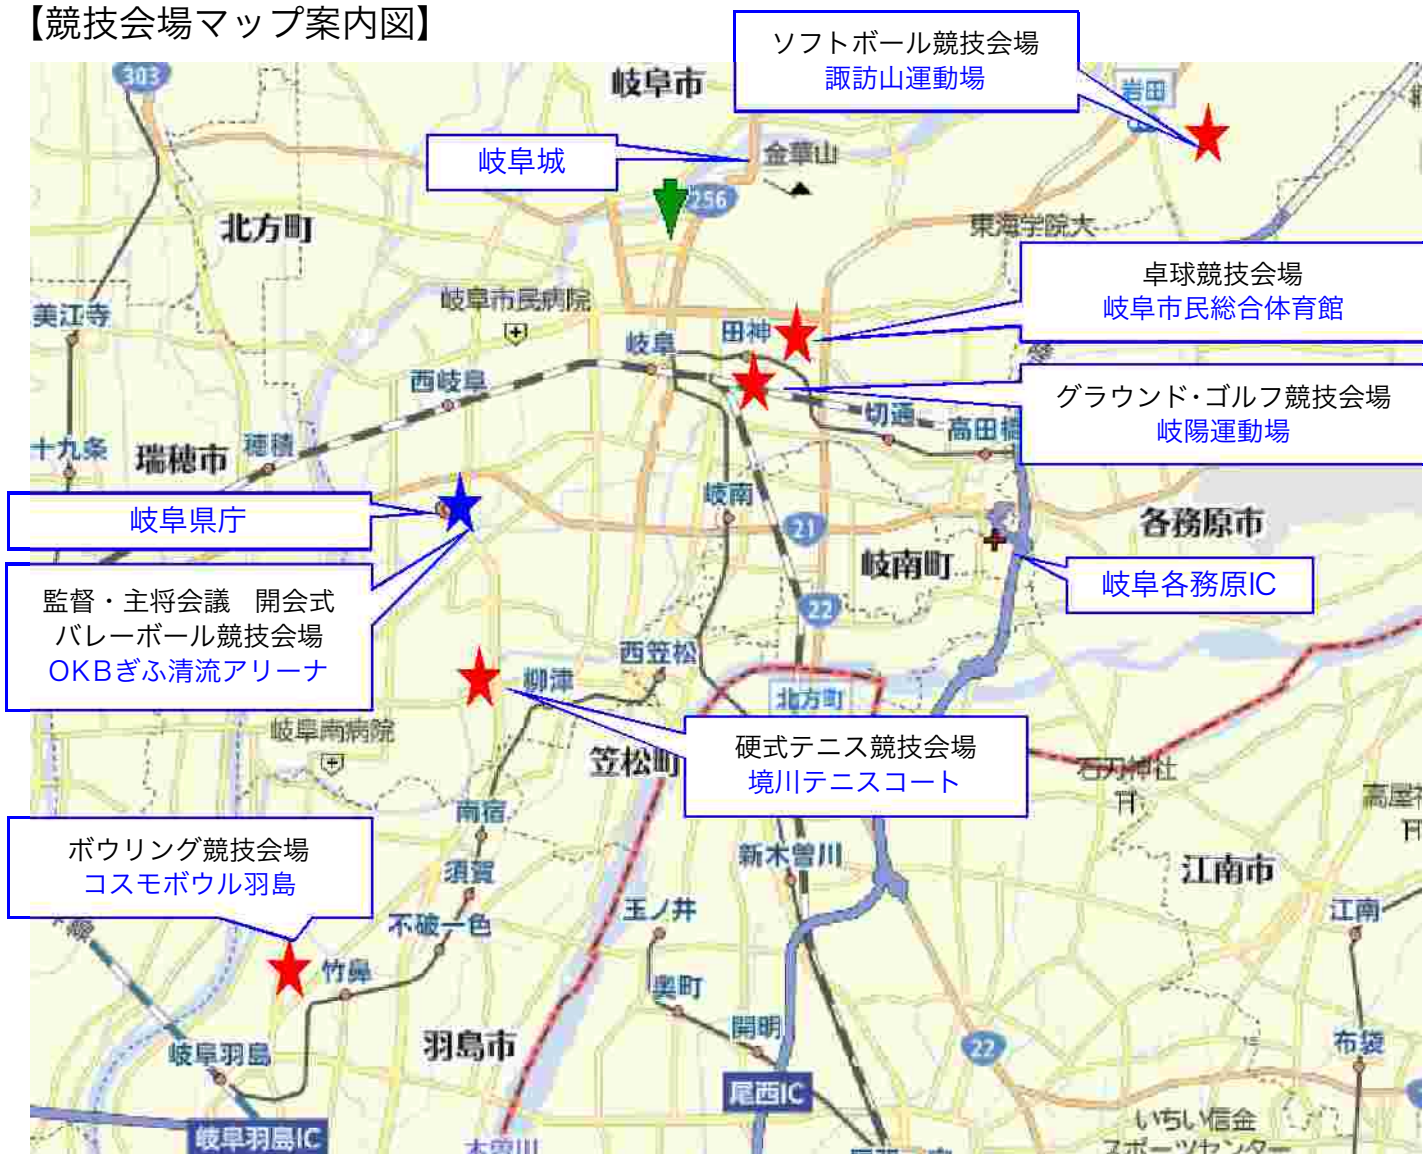 【競技会場マップ案内図】
ソフトボール競技会場
諏訪山運動場
303
岐阜市
岩田
岐阜城
金華山
256
北方町
東海学院大
卓球競技会場
岐阜市民総合体育館
岐阜市民病院
美江寺
岐阜
田神
西岐阜
グラウンド・ゴルフ競技会場
岐陽運動場
切通
高田橋
十九条
瑞穂市
穂積
岐南
岐阜県庁
21
各務原市
岐南町
岐阜各務原IC
監督・主将会議　開会式
バレーボール競技会場
OKBぎふ清流アリーナ
22
西笠松
柳津
北方町
岐阜南病院
笠松町
硬式テニス競技会場
境川テニスコート
石刀神社
高屋
南宿
ボウリング競技会場
コスモボウル羽島
新木曽川
須賀
江南市
玉ノ井
江南
不破一色
竹鼻
奥町
羽島市
開明
22
布袋
岐阜羽島
尾西IC
岐阜羽島IC
木曽川
いちい信金
スポーツセンター